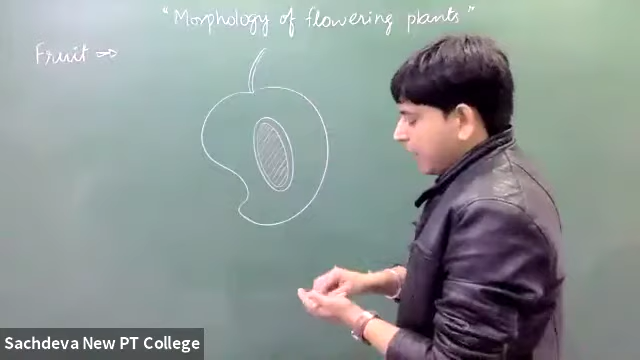 "Morphology of flowering plants"
Fruit →
Sachdeva New PT College